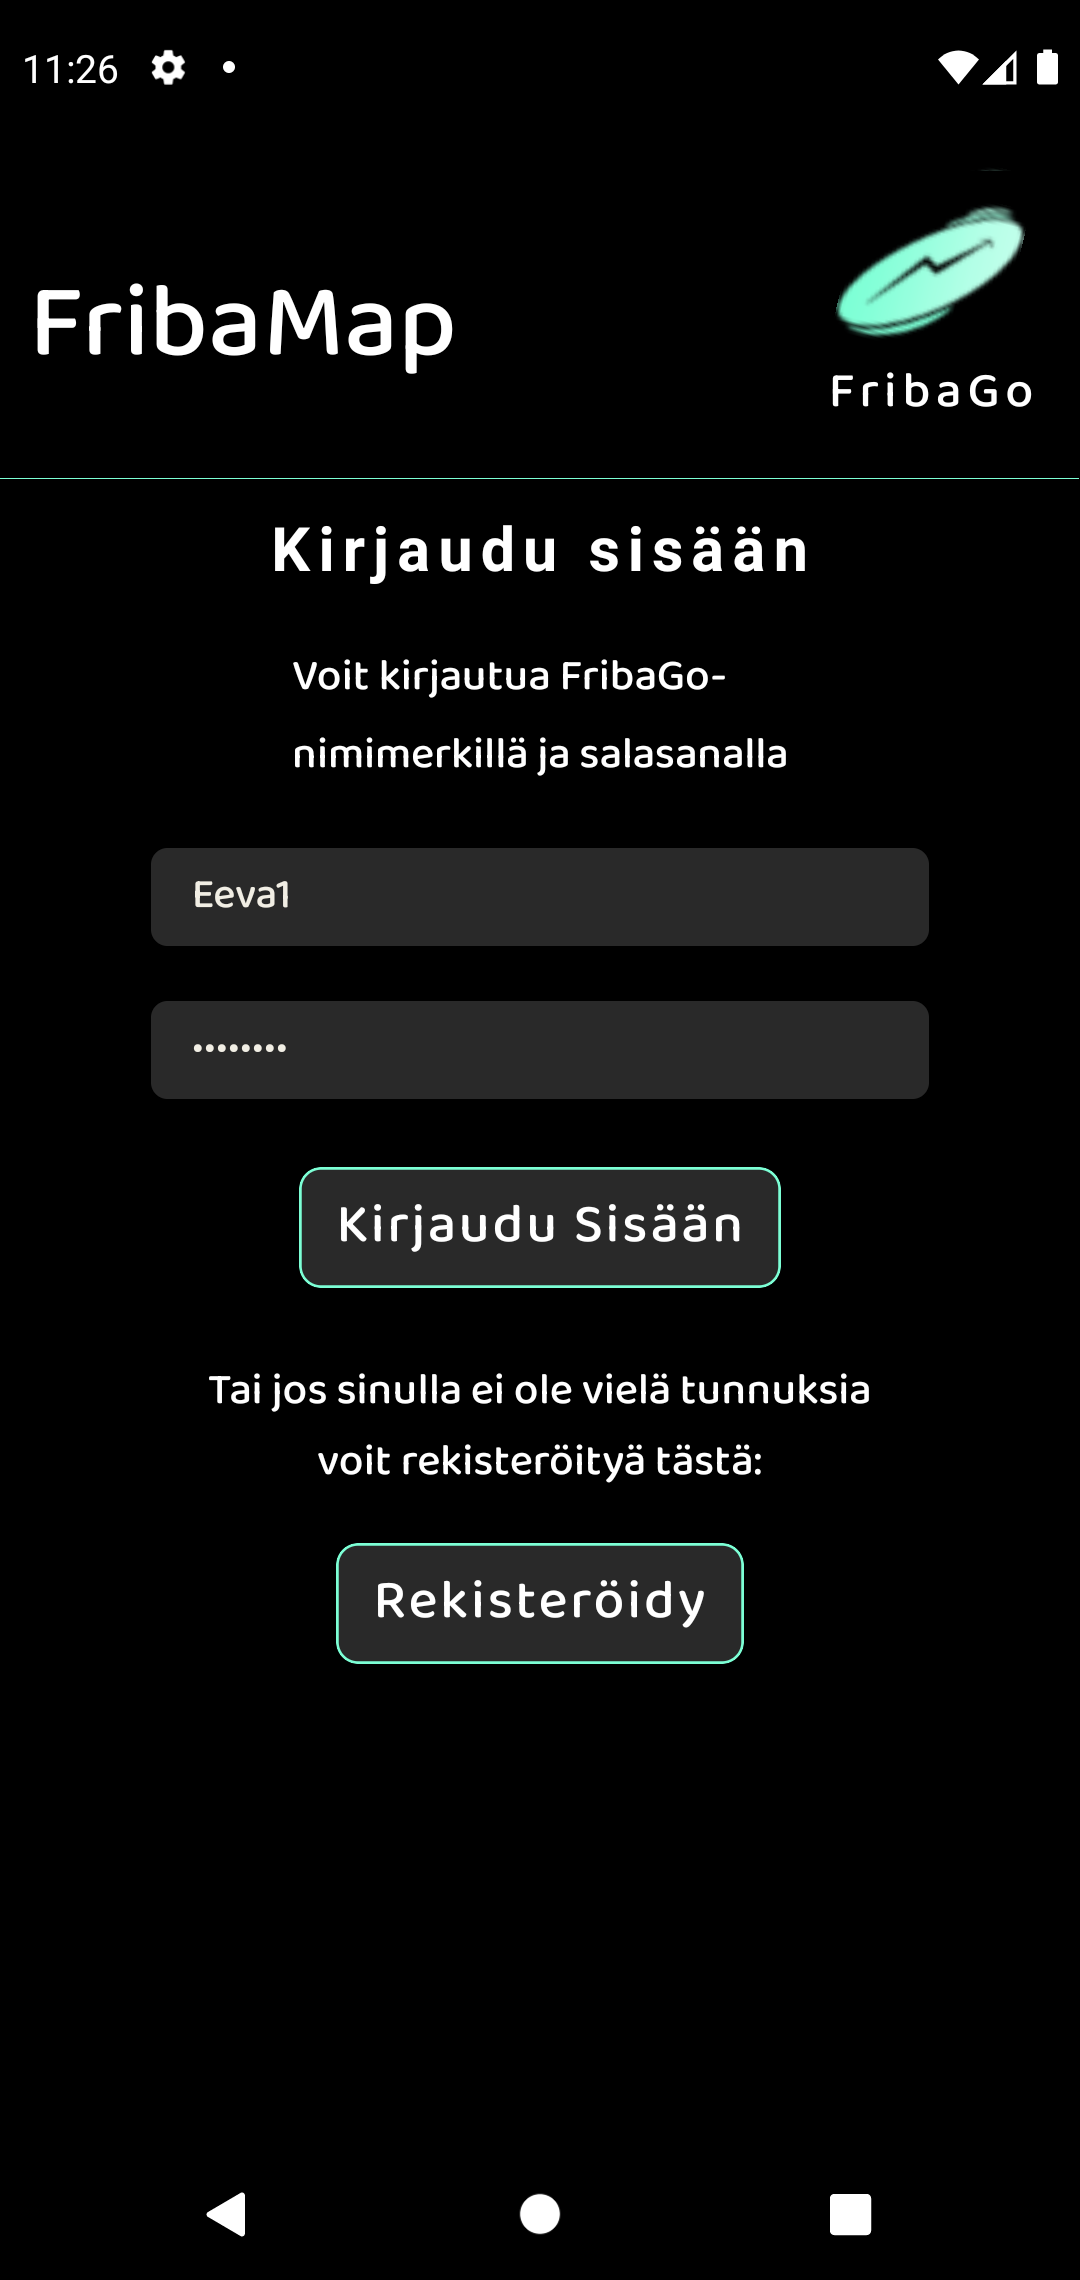 11:26
FribaMap
FribaGo
Kirjaudu sisään
Voit kirjautua FribaGo-
nimimerkillä ja salasanalla
Eeva1
••••••••
Kirjaudu Sisään
Tai jos sinulla ei ole vielä tunnuksia
voit rekisteröityä tästä:
Rekisteröidy